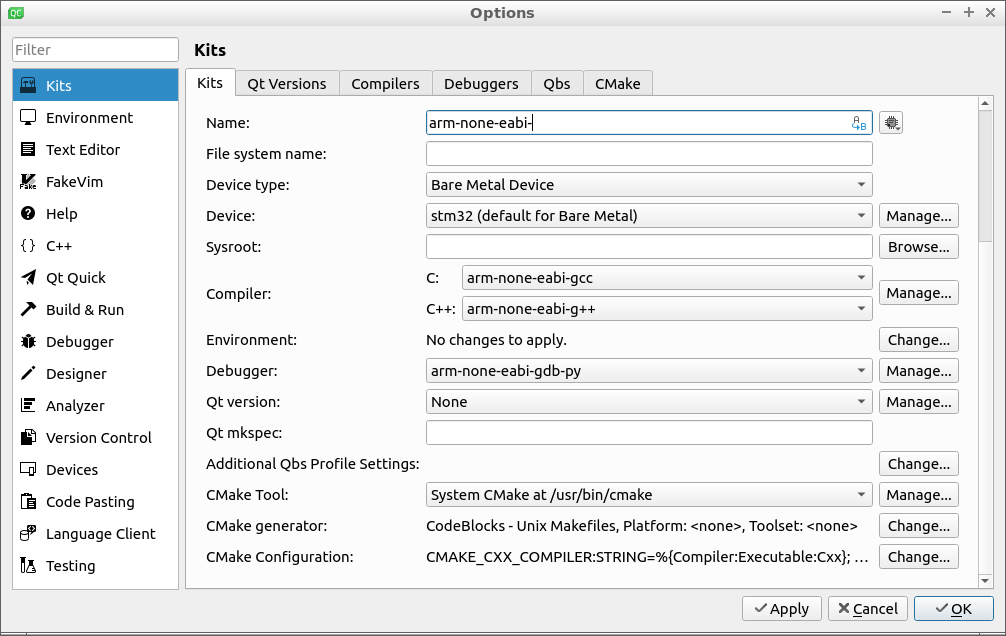 Options
Filter
Kits
Environment
Text Editor
FakeVim
Help
C++
Qt Quick
Build & Run
Debugger
Designer
Analyzer
Version Control
Devices
Code Pasting
Language Client
Testing
Kits
Kits Qt Versions Compilers Debuggers Qbs CMake
Name: arm-none-eabi-
File system name:
Device type: Bare Metal Device
Device: stm32 (default for Bare Metal) Manage...
Sysroot: Browse...
Compiler: Manage...
C: arm-none-eabi-gcc
C++: arm-none-eabi-g++
Environment: No changes to apply. Change...
Debugger: arm-none-eabi-gdb-py Manage...
Qt version: None Manage...
Qt mkspec:
Additional Qbs Profile Settings: Change...
CMake Tool: System CMake at /usr/bin/cmake Manage...
CMake generator: CodeBlocks - Unix Makefiles, Platform: <none>, Toolset: <none> Change...
CMake Configuration: CMAKE_CXX_COMPILER:STRING=%{Compiler:Executable:Cxx}; ... Change...
Apply Cancel OK